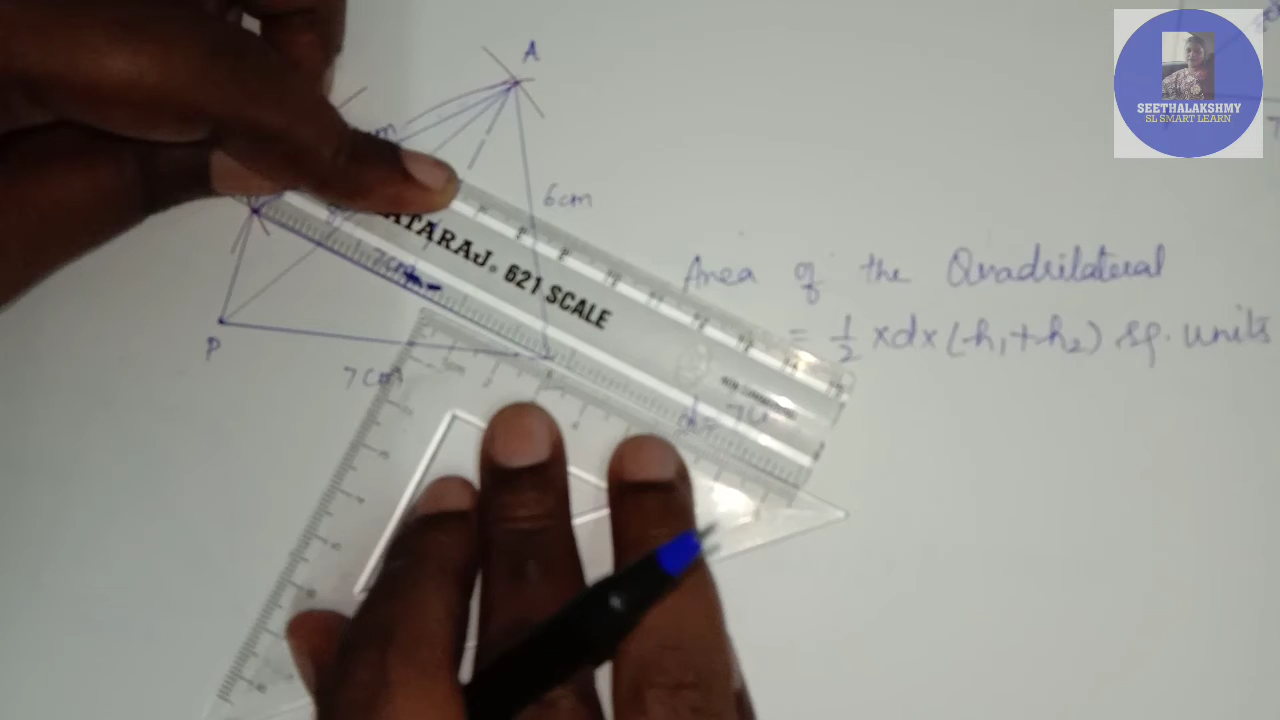 A
6cm
7cm
P
7cm
NATARAJ. 621 SCALE
Area of the Quadrilateral
= 1/2 × d × (h₁ + h₂) sq. units
SEETHALAKSHMY
SL SMART LEARN